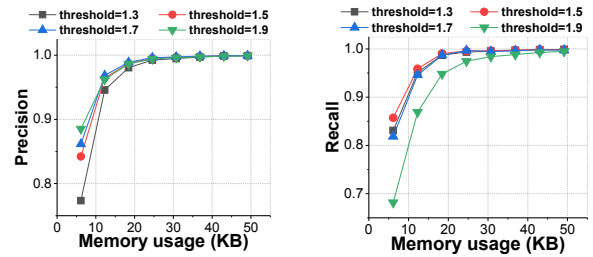 threshold=1.3 threshold=1.5
threshold=1.7 threshold=1.9
1.0
0.9
0.8
Precision
0 10 20 30 40 50
Memory usage (KB)
threshold=1.3 threshold=1.5
threshold=1.7 threshold=1.9
1.0
0.9
0.8
0.7
Recall
0 10 20 30 40 50
Memory usage (KB)